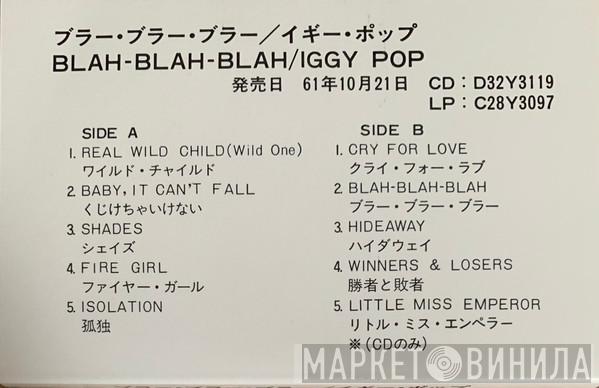 ブラー・ブラー・ブラー／イギー・ポップ
BLAH-BLAH-BLAH/IGGY POP
発売日 61年10月21日 CD：D32Y3119
LP：C28Y3097
SIDE A
1. REAL WILD CHILD(Wild One)
ワイルド・チャイルド
2. BABY, IT CAN'T FALL
くじけちゃいけない
3. SHADES
シェイズ
4. FIRE GIRL
ファイヤー・ガール
5. ISOLATION
孤独
SIDE B
1. CRY FOR LOVE
クライ・フォー・ラブ
2. BLAH-BLAH-BLAH
ブラー・ブラー・ブラー
3. HIDEAWAY
ハイダウェイ
4. WINNERS & LOSERS
勝者と敗者
5. LITTLE MISS EMPEROR
リトル・ミス・エンペラー
※(CDのみ)
МАРКЕТ ВИНИЛА